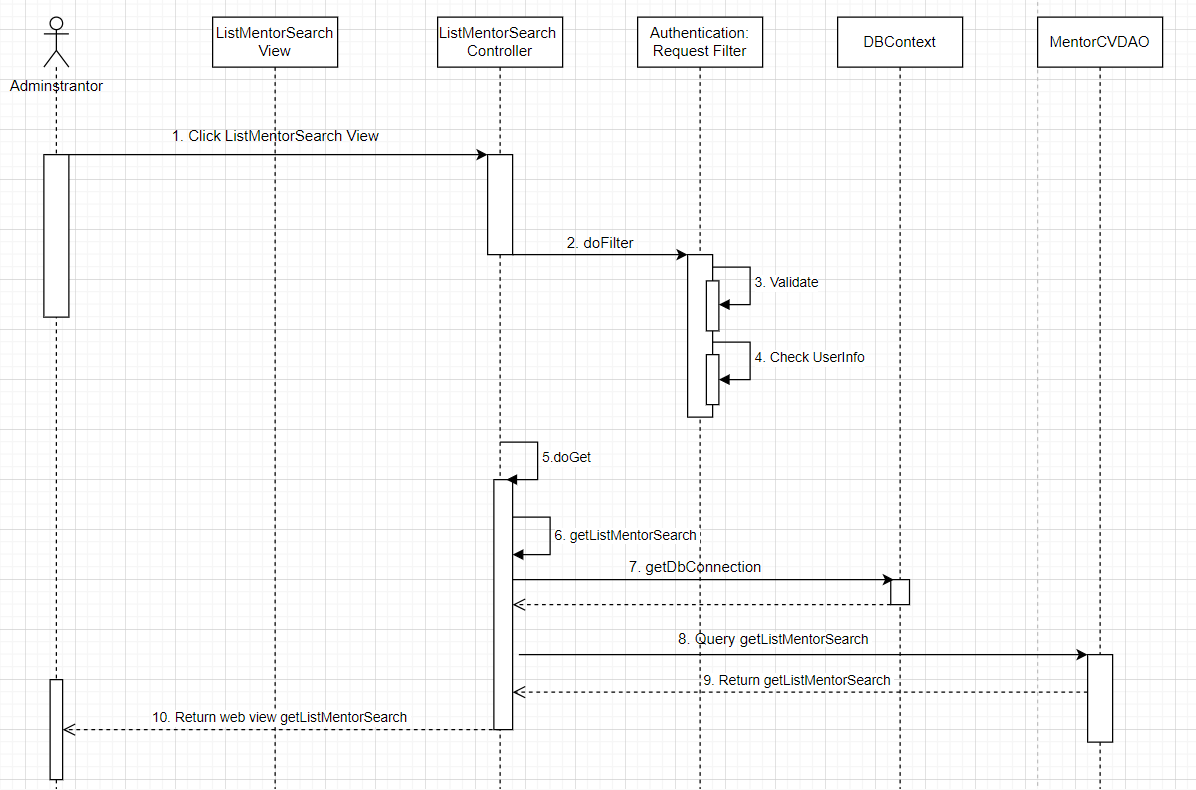 ListMentorSearch
View
ListMentorSearch
Controller
Authentication:
Request Filter
DBContext
MentorCVDAO
Adminstrantor
1. Click ListMentorSearch View
2. doFilter
3. Validate
4. Check UserInfo
5.doGet
6. getListMentorSearch
7. getDbConnection
8. Query getListMentorSearch
9. Return getListMentorSearch
10. Return web view getListMentorSearch